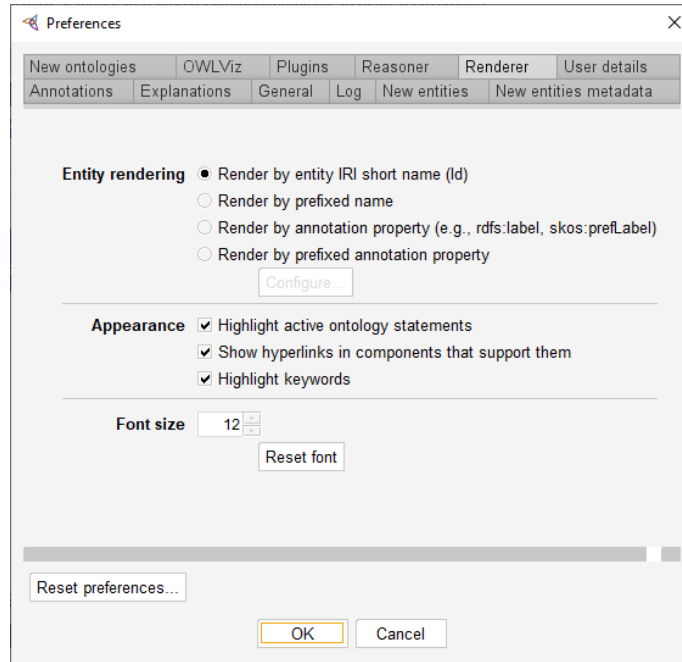 Preferences
New ontologies OWLViz Plugins Reasoner Renderer User details
Annotations Explanations General Log New entities New entities metadata
Entity rendering Render by entity IRI short name (Id)
Render by prefixed name
Render by annotation property (e.g., rdfs:label, skos:prefLabel)
Render by prefixed annotation property
Configure...
Appearance Highlight active ontology statements
Show hyperlinks in components that support them
Highlight keywords
Font size 12
Reset font
Reset preferences...
OK Cancel